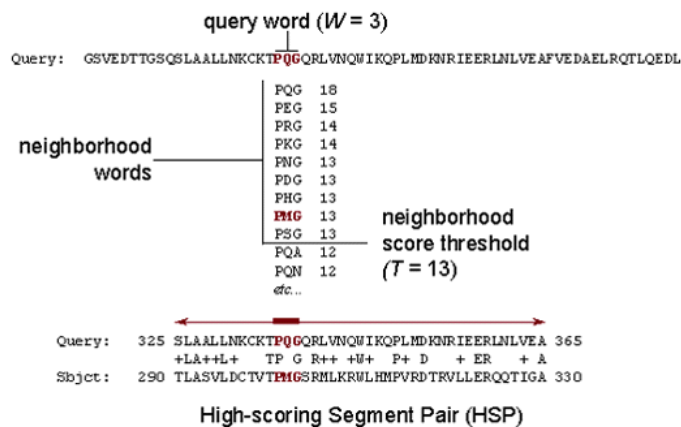 query word (W = 3)
Query: GSVEDTTGSQSLAALLNKCKTPQGQRLVNQWIKQPLMDKNRIEERLNLVEAFVEDAELRQTLQEDL
PQG 18
PEG 15
PRG 14
PKG 14
neighborhood words
PNG 13
PDG 13
PHG 13
PMG 13
PSG 13
neighborhood score threshold (T = 13)
PQA 12
PQN 12
etc...
Query: 325 SLAALLNKCKTPQGQRLVNQWIKQPLMDKNRIEERLNLVEA 365
+LA++L+ TP G R++ +W+ P+ D + ER + A
Sbjct: 290 TLASVLDCTVTPMGSRMLKRWLHMPVRDTRVLLERQQTIGA 330
High-scoring Segment Pair (HSP)